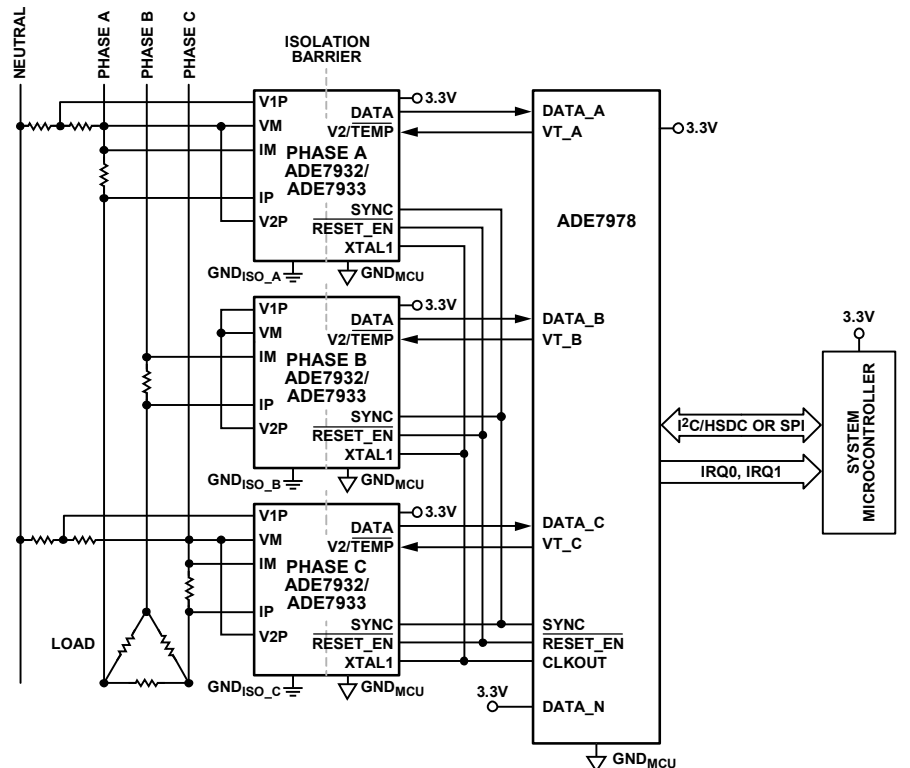 NEUTRAL
PHASE A
PHASE B
PHASE C
ISOLATION
BARRIER
V1P
VM
IM
IP
V2P
DATA
V2/TEMP
PHASE A
ADE7932/
ADE7933
SYNC
RESET_EN
XTAL1
3.3V
GNDISO_A
GNDMCU
V1P
VM
IM
IP
V2P
DATA
V2/TEMP
PHASE B
ADE7932/
ADE7933
SYNC
RESET_EN
XTAL1
3.3V
GNDISO_B
GNDMCU
V1P
VM
IM
IP
V2P
DATA
V2/TEMP
PHASE C
ADE7932/
ADE7933
SYNC
RESET_EN
XTAL1
3.3V
GNDISO_C
GNDMCU
LOAD
DATA_A
VT_A
3.3V
ADE7978
DATA_B
VT_B
DATA_C
VT_C
SYNC
RESET_EN
CLKOUT
3.3V
DATA_N
GNDMCU
I2C/HSDC OR SPI
IRQ0, IRQ1
3.3V
SYSTEM
MICROCONTROLLER